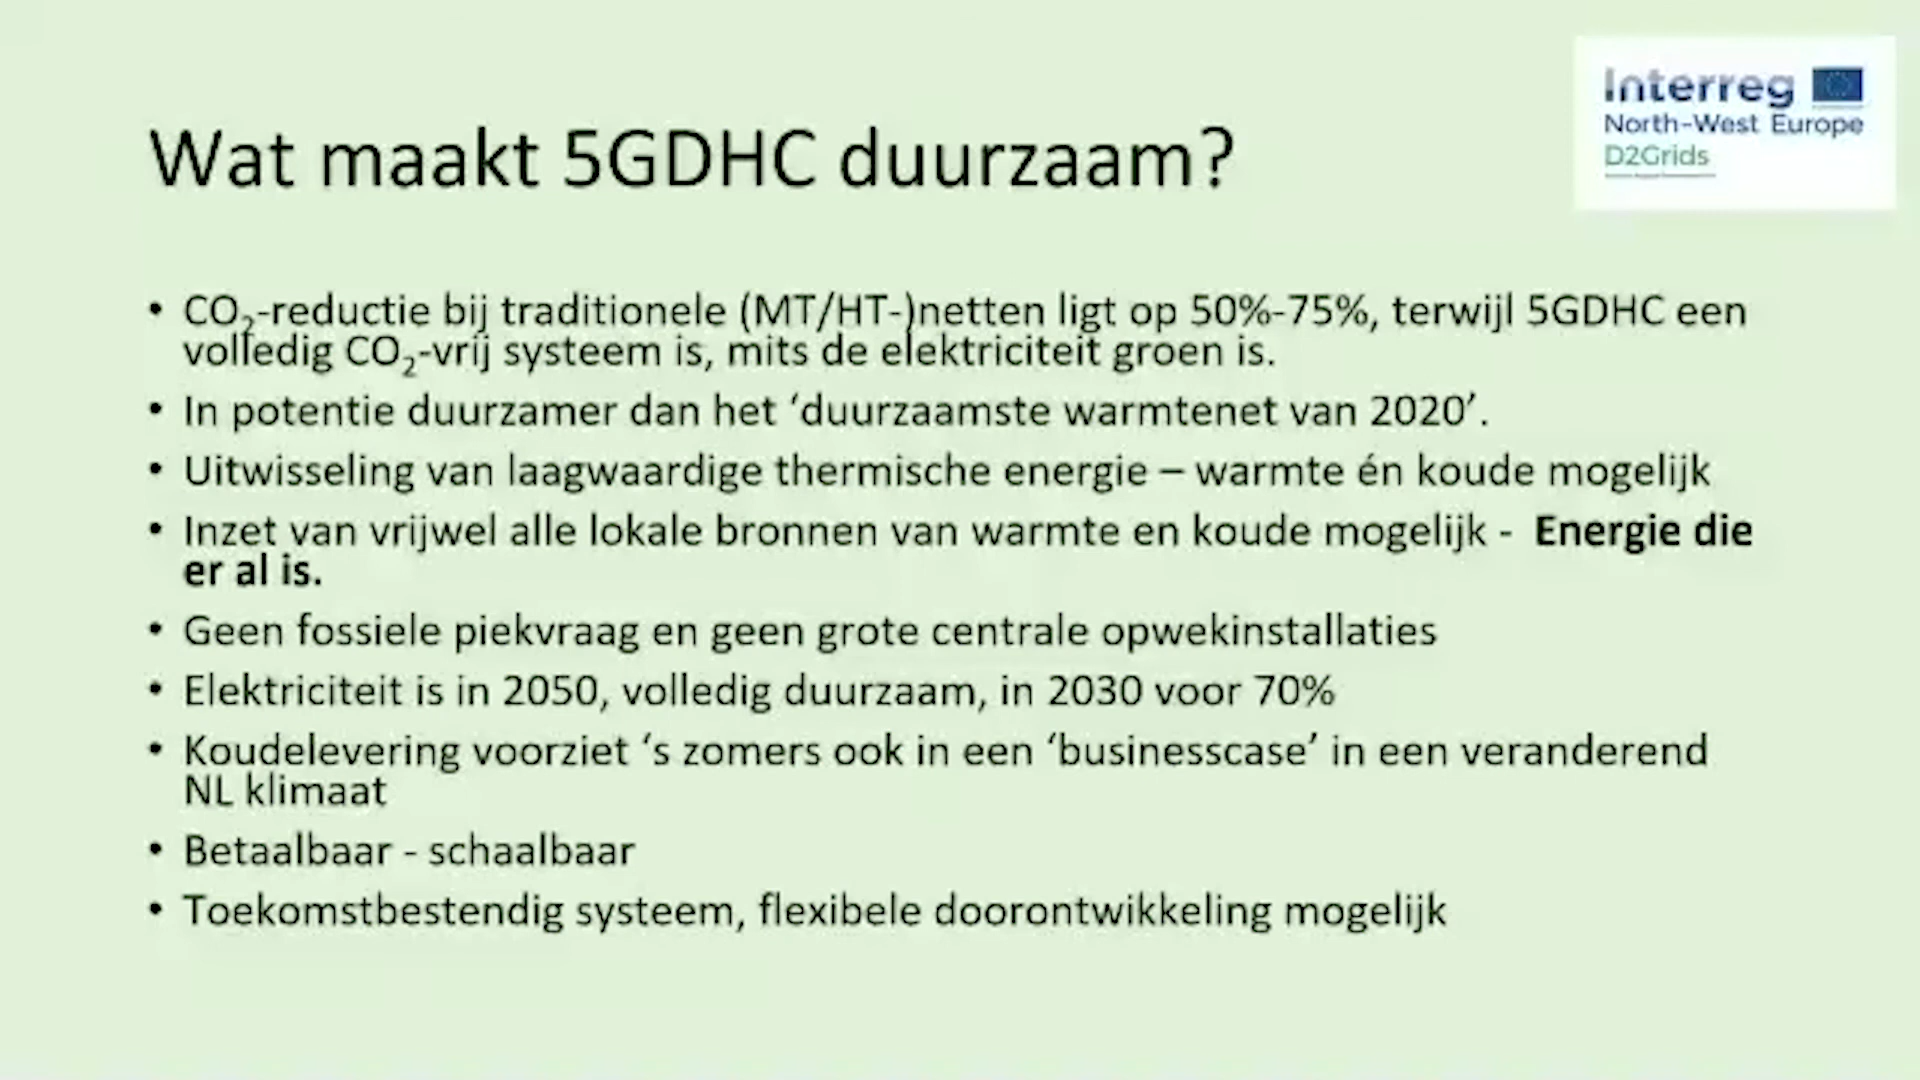 Interreg
North-West Europe
D2Grids
Wat maakt 5GDHC duurzaam?
• CO₂-reductie bij traditionele (MT/HT-)netten ligt op 50%-75%, terwijl 5GDHC een
volledig CO₂-vrij systeem is, mits de elektriciteit groen is.
• In potentie duurzamer dan het ‘duurzaamste warmtenet van 2020’.
• Uitwisseling van laagwaardige thermische energie – warmte én koude mogelijk
• Inzet van vrijwel alle lokale bronnen van warmte en koude mogelijk - Energie die
er al is.
• Geen fossiele piekvraag en geen grote centrale opwekinstallaties
• Elektriciteit is in 2050, volledig duurzaam, in 2030 voor 70%
• Koudelevering voorziet ‘s zomers ook in een ‘businesscase’ in een veranderend
NL klimaat
• Betaalbaar - schaalbaar
• Toekomstbestendig systeem, flexibele doorontwikkeling mogelijk